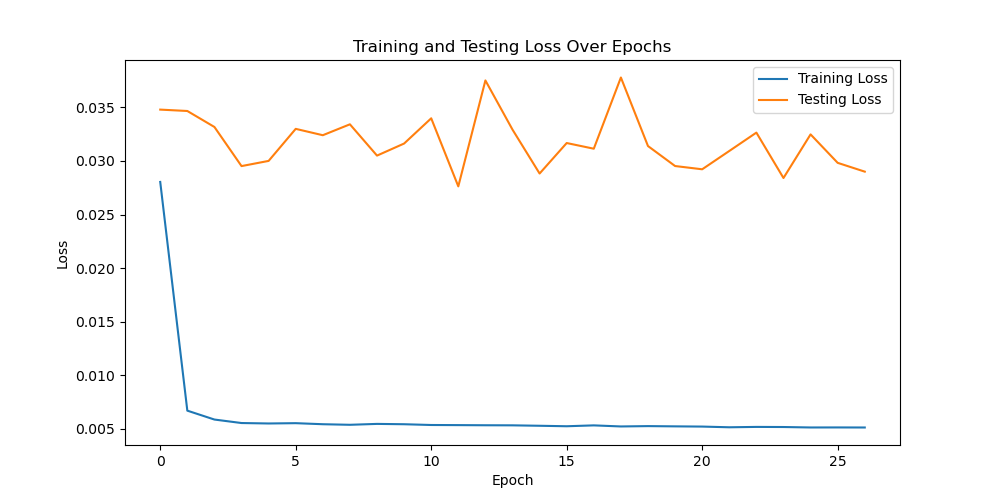 Training and Testing Loss Over Epochs
Training Loss
Testing Loss
0.035
0.030
0.025
0.020
0.015
0.010
0.005
Loss
0 5 10 15 20 25
Epoch